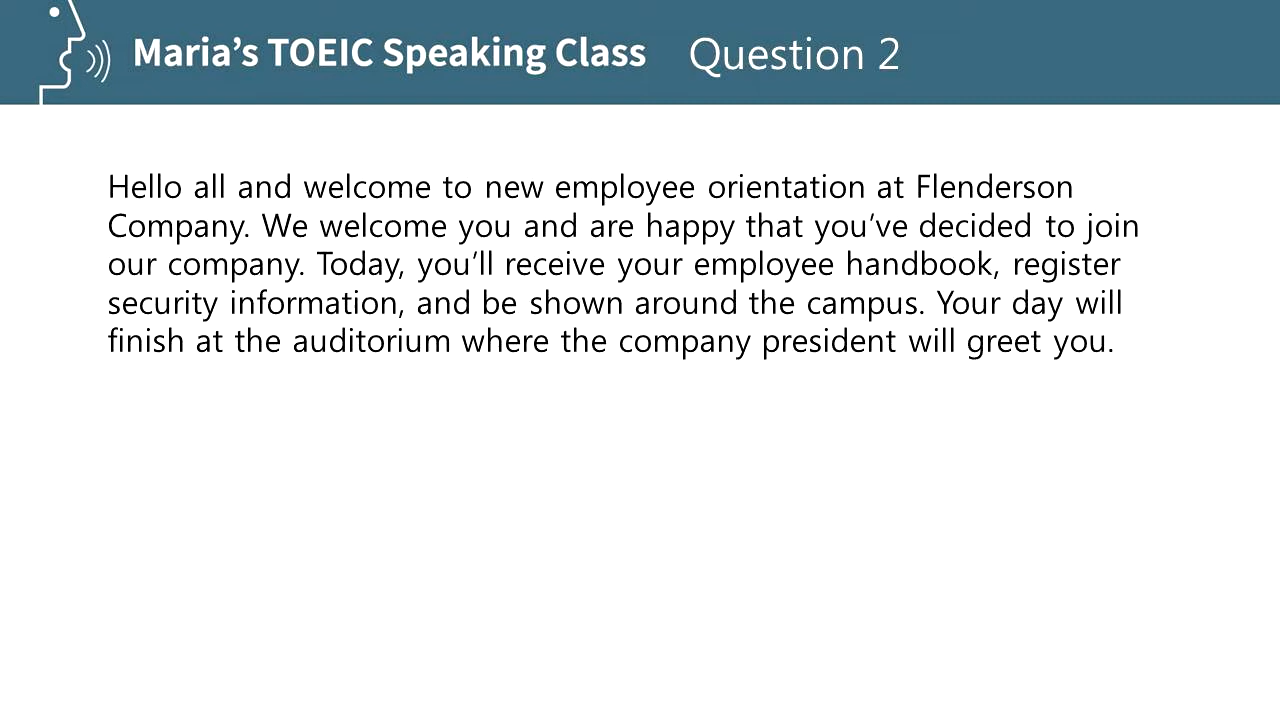 Maria’s TOEIC Speaking Class Question 2
Hello all and welcome to new employee orientation at Flenderson
Company. We welcome you and are happy that you’ve decided to join
our company. Today, you’ll receive your employee handbook, register
security information, and be shown around the campus. Your day will
finish at the auditorium where the company president will greet you.